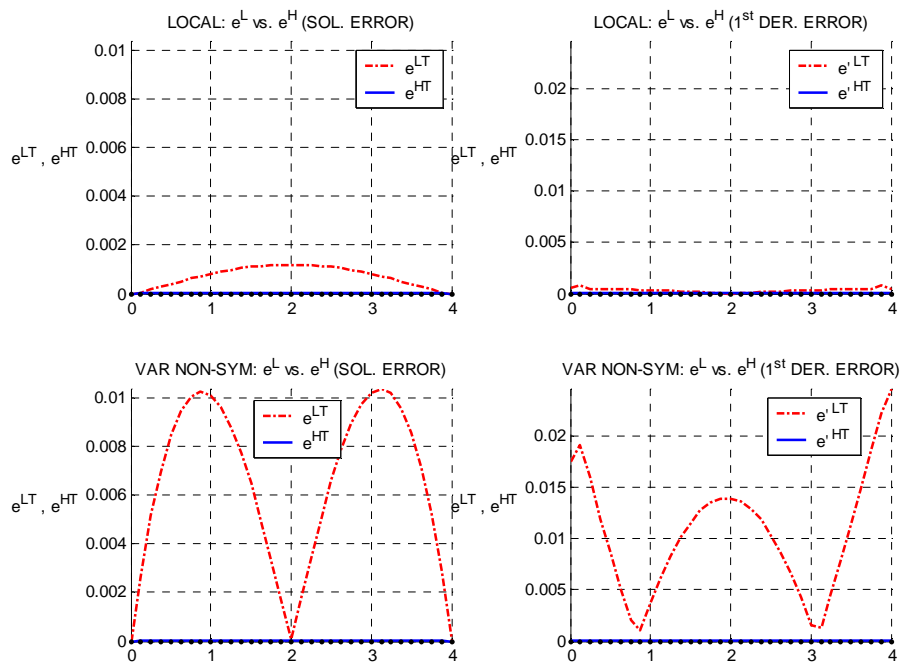 LOCAL: e^L vs. e^H (SOL. ERROR)
0.01
0.008
0.006
0.004
0.002
0
e^LT , e^HT
e^LT
e^HT
0 1 2 3 4
LOCAL: e^L vs. e^H (1^st DER. ERROR)
0.02
0.015
0.01
0.005
0
e^LT , e^HT
e'^LT
e'^HT
0 1 2 3 4
VAR NON-SYM: e^L vs. e^H (SOL. ERROR)
0.01
0.008
0.006
0.004
0.002
0
e^LT , e^HT
e^LT
e^HT
0 1 2 3 4
VAR NON-SYM: e^L vs. e^H (1^st DER. ERROR)
0.02
0.015
0.01
0.005
0
e^LT , e^HT
e'^LT
e'^HT
0 1 2 3 4